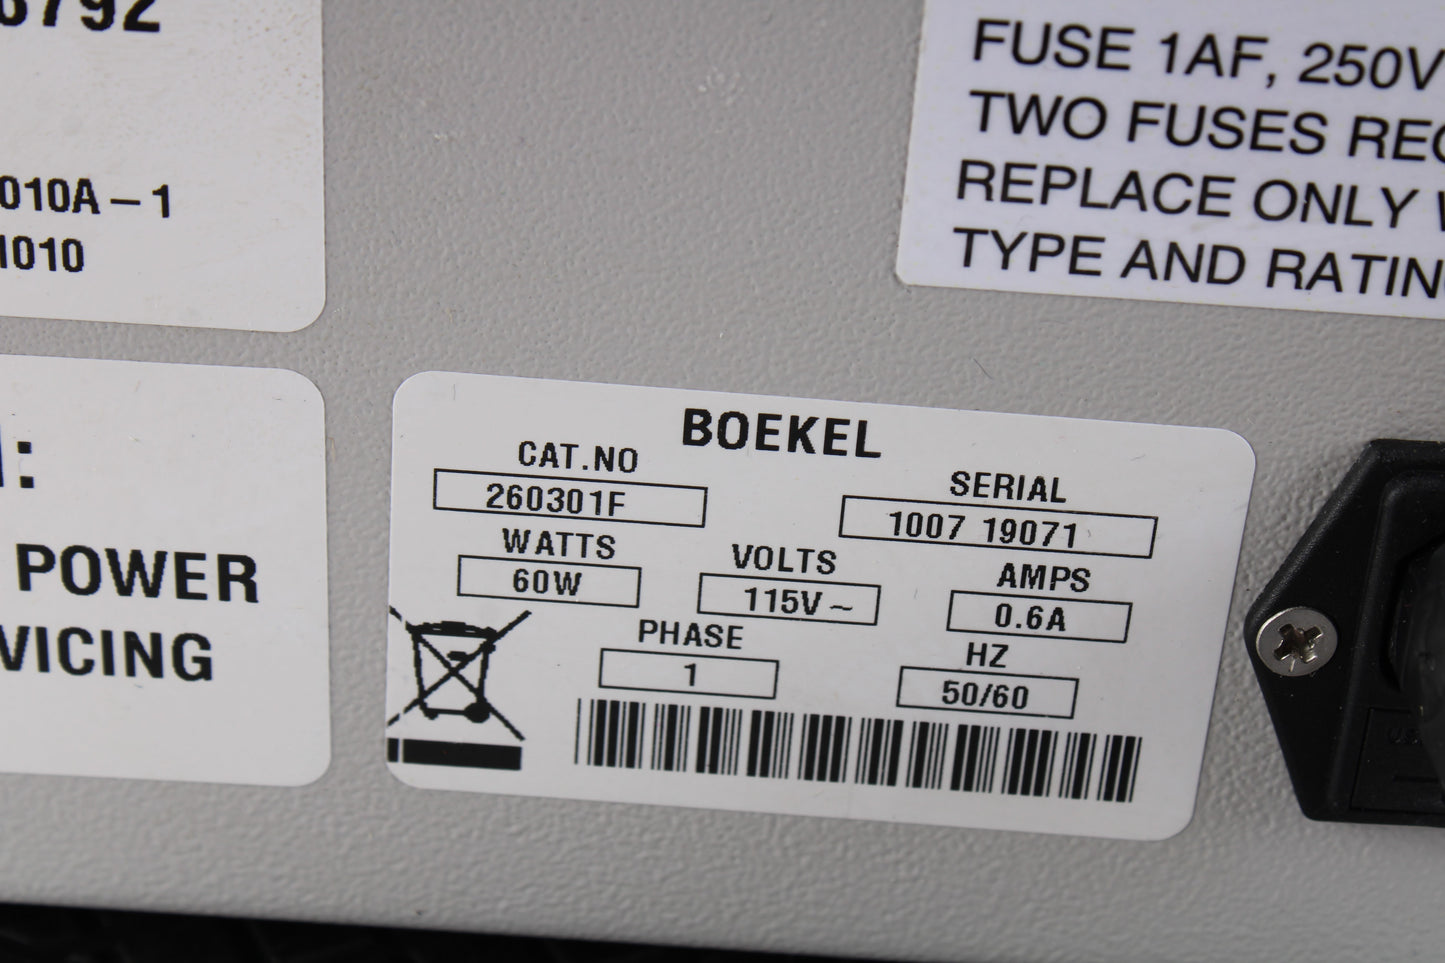 6792
010A – 1
1010
:
POWER
VICING
FUSE 1AF, 250V
TWO FUSES REQ
REPLACE ONLY W
TYPE AND RATING
BOEKEL
CAT.NO
260301F
SERIAL
1007 19071
WATTS
60W
VOLTS
115V~
AMPS
0.6A
PHASE
1
HZ
50/60